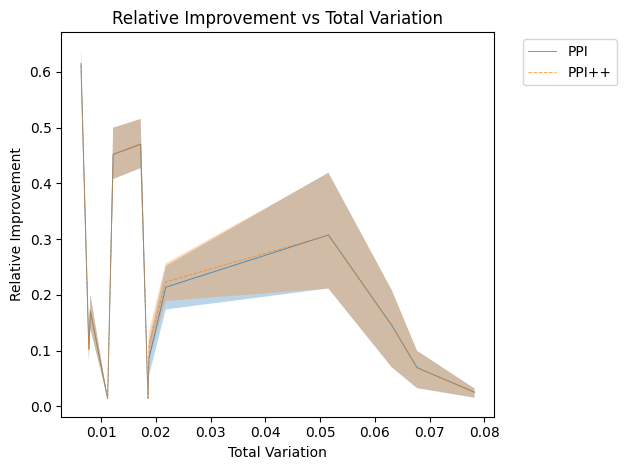 Relative Improvement vs Total Variation
PPI
PPI++
Relative Improvement
0.6
0.5
0.4
0.3
0.2
0.1
0.0
0.01 0.02 0.03 0.04 0.05 0.06 0.07 0.08
Total Variation